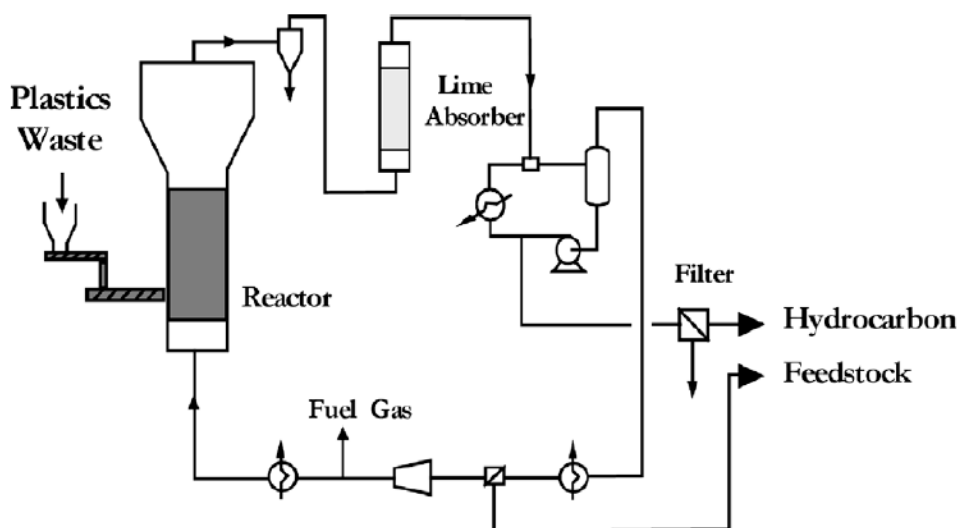 Plastics
Waste
Lime
Absorber
Reactor
Filter
Hydrocarbon
Feedstock
Fuel Gas